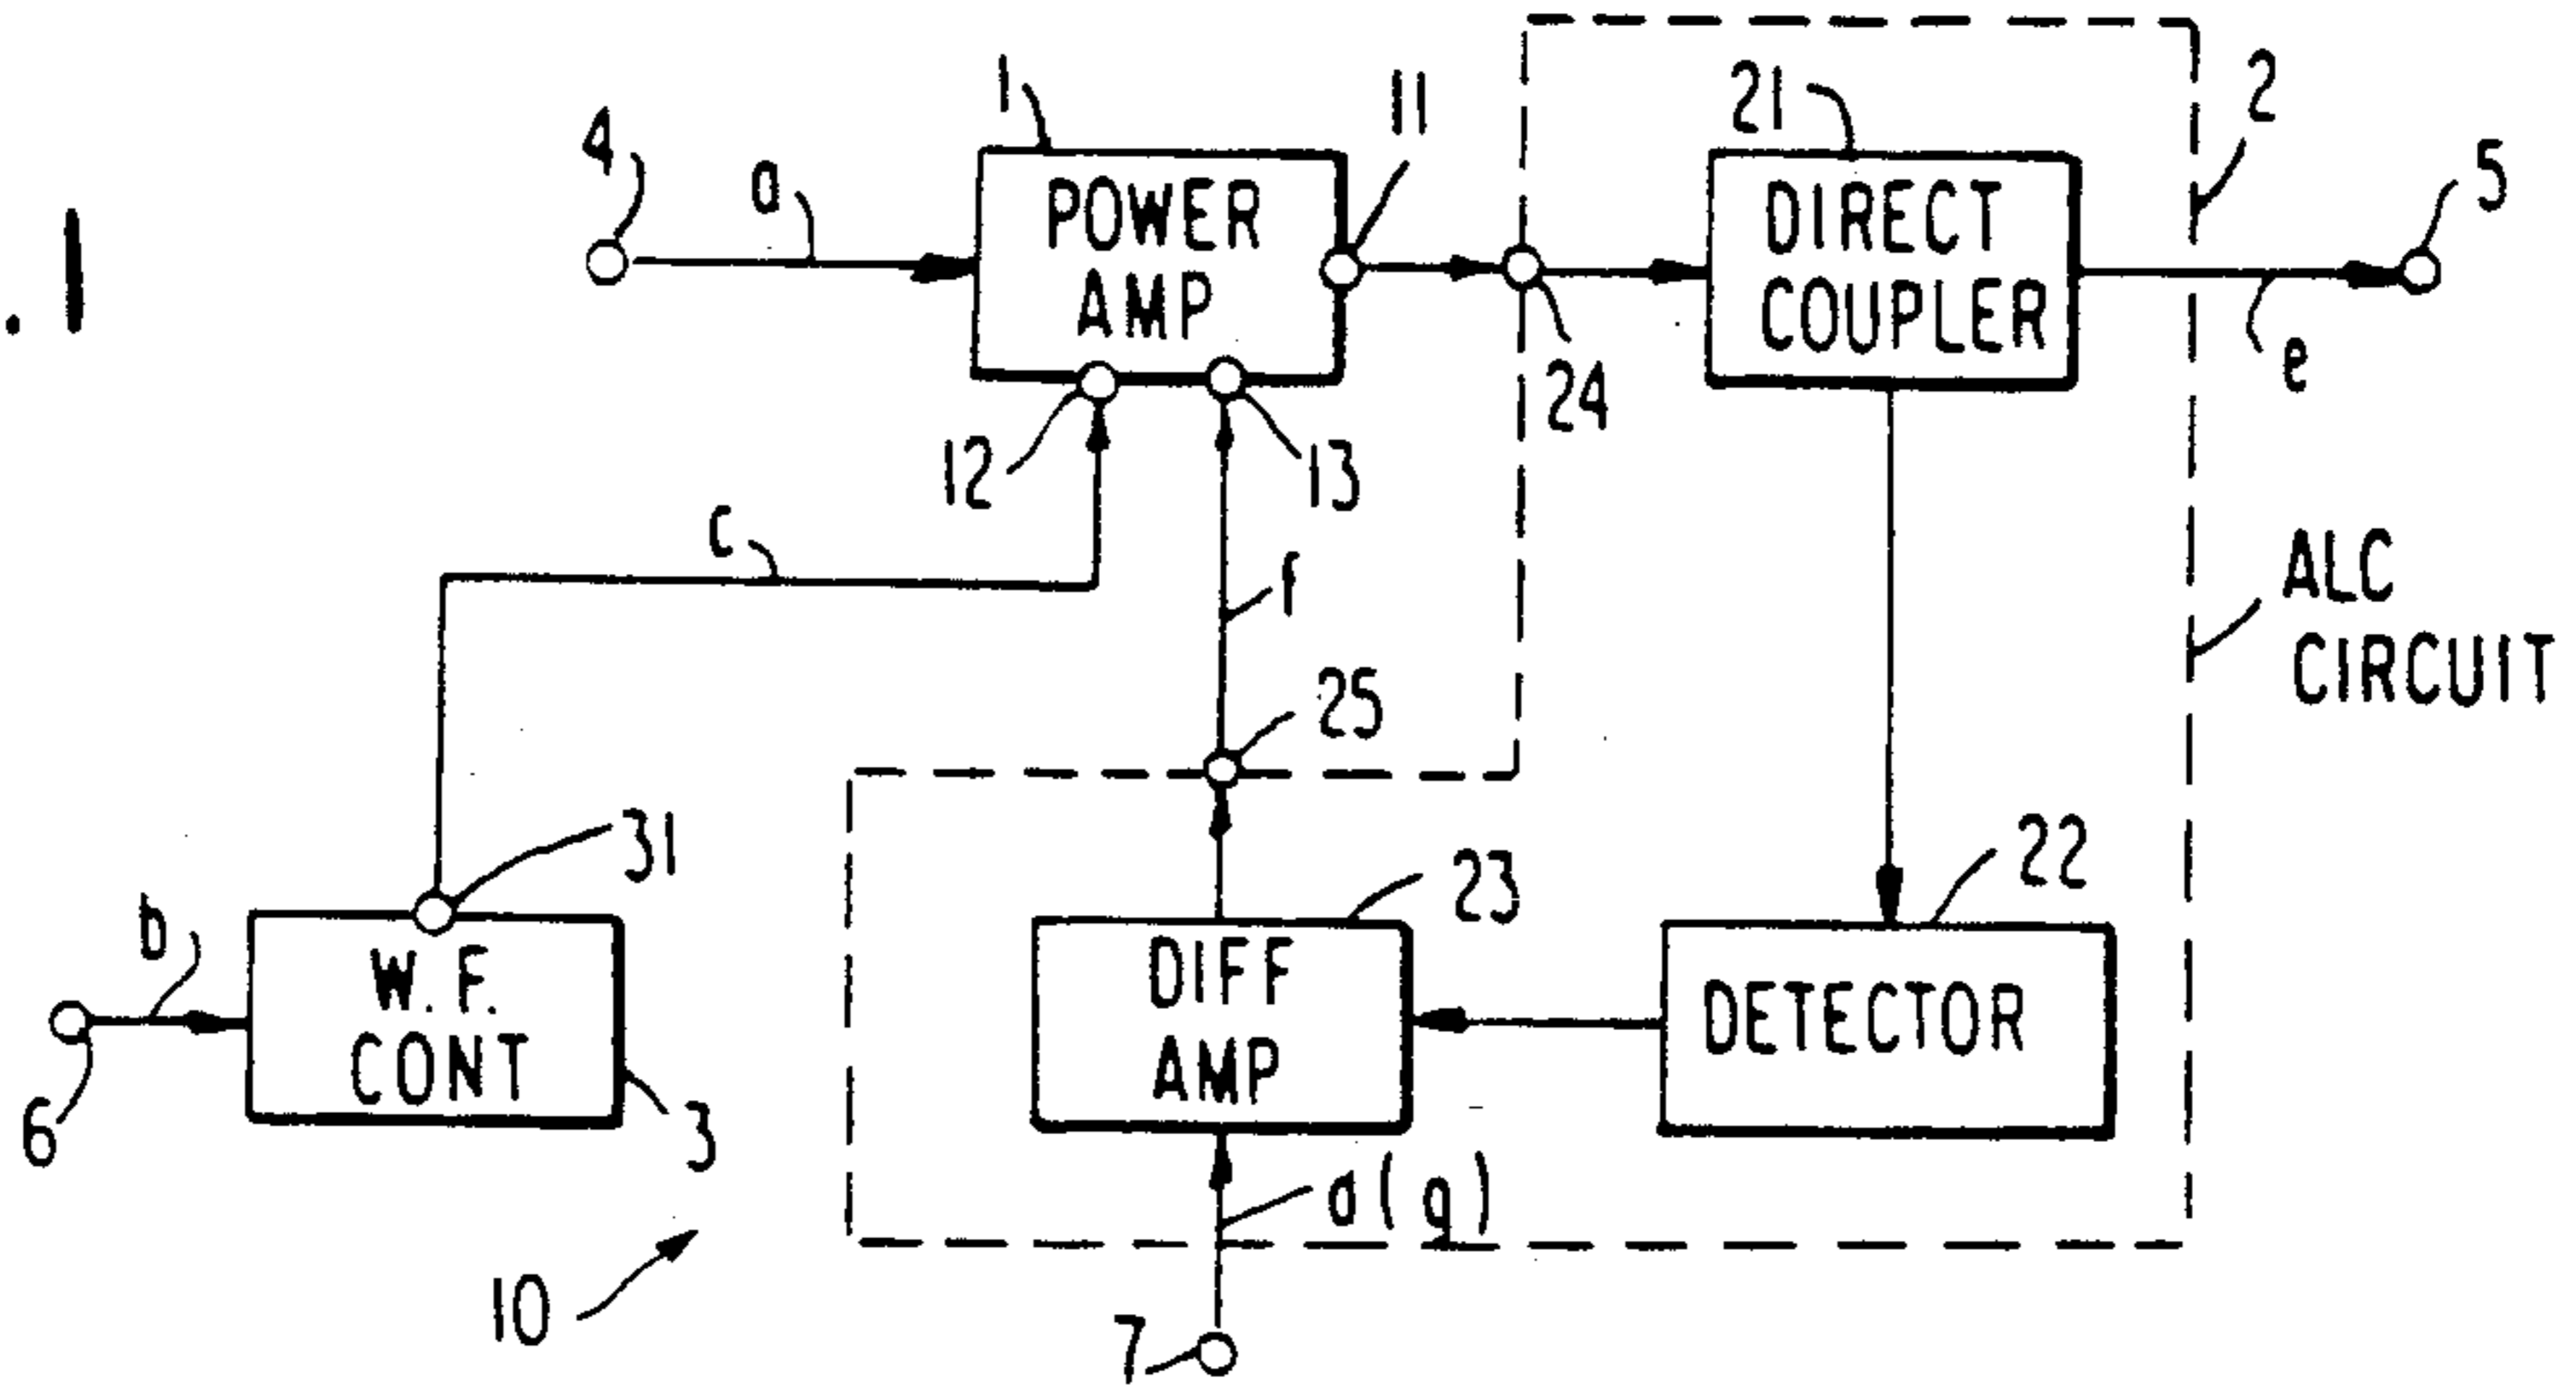 . 1
4
a
1
POWER
AMP
11
12
13
24
21
DIRECT
COUPLER
2
5
e
c
f
25
ALC
CIRCUIT
31
b
6
W. F.
CONT
3
23
DIFF
AMP
22
DETECTOR
d(g)
10
7